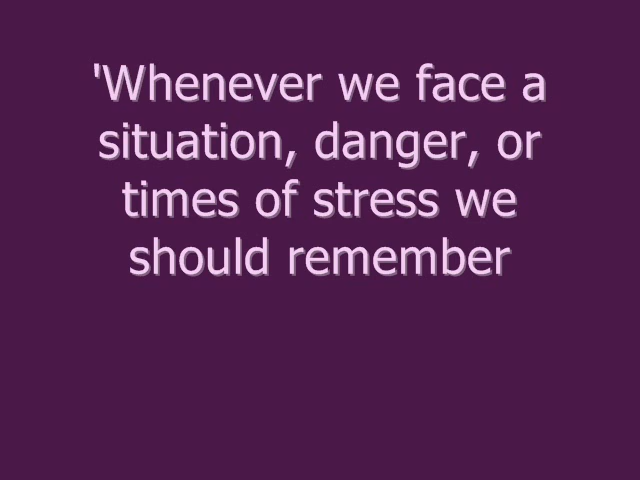 'Whenever we face a
situation, danger, or
times of stress we
should remember